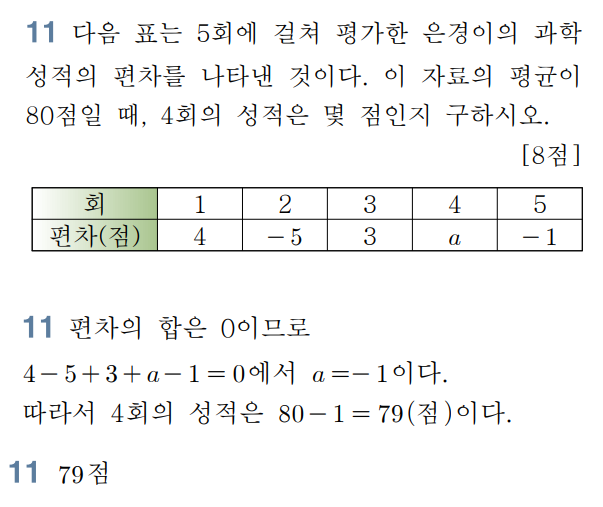 11 다음 표는 5회에 걸쳐 평가한 은경이의 과학
성적의 편차를 나타낸 것이다. 이 자료의 평균이
80점일 때, 4회의 성적은 몇 점인지 구하시오.
[8점]
회 1 2 3 4 5
편차(점) 4 −5 3 a −1
11 편차의 합은 0이므로
4−5+3+a−1=0에서 a=−1이다.
따라서 4회의 성적은 80−1=79(점)이다.
11 79점